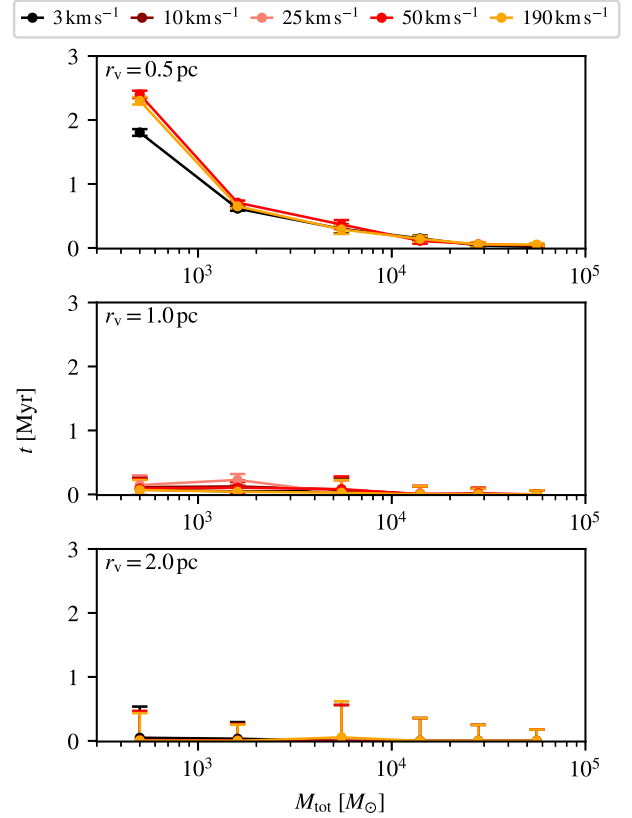 3 km s⁻¹ 10 km s⁻¹ 25 km s⁻¹ 50 km s⁻¹ 190 km s⁻¹
r_v = 0.5 pc
3
2
1
0
10³ 10⁴ 10⁵
r_v = 1.0 pc
3
2
1
0
10³ 10⁴ 10⁵
t [Myr]
r_v = 2.0 pc
3
2
1
0
10³ 10⁴ 10⁵
M_tot [M_⊙]